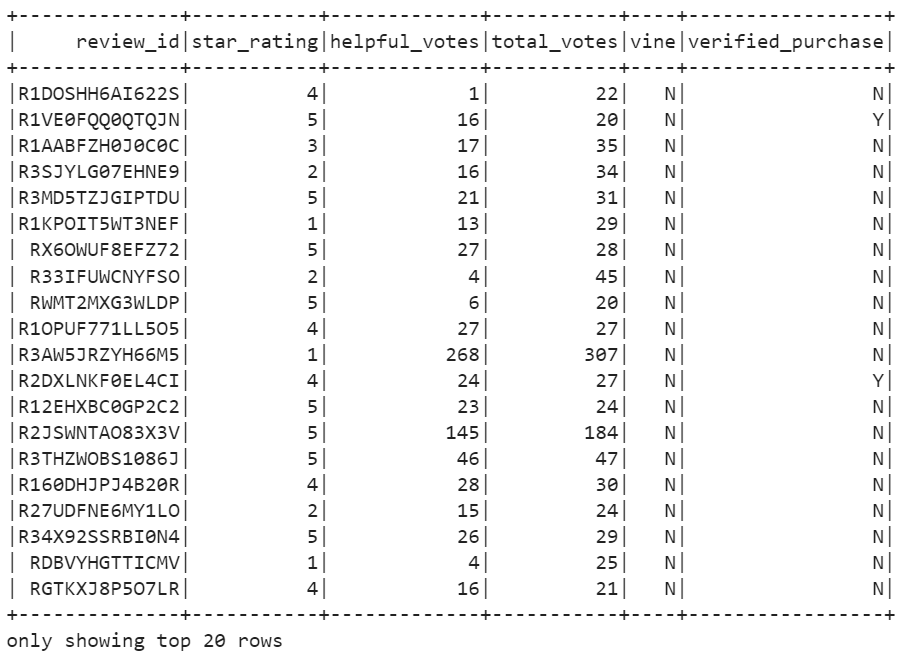 +--------------+-----------+-------------+-----------+----+-----------------+
|     review_id|star_rating|helpful_votes|total_votes|vine|verified_purchase|
+--------------+-----------+-------------+-----------+----+-----------------+
|R1DOSHH6AI622S|          4|            1|         22|   N|                N|
|R1VE0FQQ0QTQJN|          5|           16|         20|   N|                Y|
|R1AABFZH0J0C0C|          3|           17|         35|   N|                N|
|R3SJYLG07EHNE9|          2|           16|         34|   N|                N|
|R3MD5TZJGIPTDU|          5|           21|         31|   N|                N|
|R1KPOIT5WT3NEF|          1|           13|         29|   N|                N|
| RX6OWUF8EFZ72|          5|           27|         28|   N|                N|
| R33IFUWCNYFSO|          2|            4|         45|   N|                N|
| RWMT2MXG3WLDP|          5|            6|         20|   N|                N|
|R1OPUF771LL5O5|          4|           27|         27|   N|                N|
|R3AW5JRZYH66M5|          1|          268|        307|   N|                N|
|R2DXLNKF0EL4CI|          4|           24|         27|   N|                Y|
|R12EHXBC0GP2C2|          5|           23|         24|   N|                N|
|R2JSWNTAO83X3V|          5|          145|        184|   N|                N|
|R3THZWOBS1086J|          5|           46|         47|   N|                N|
|R160DHJPJ4B20R|          4|           28|         30|   N|                N|
|R27UDFNE6MY1LO|          2|           15|         24|   N|                N|
|R34X92SSRBI0N4|          5|           26|         29|   N|                N|
| RDBVYHGTTICMV|          1|            4|         25|   N|                N|
| RGTKXJ8P5O7LR|          4|           16|         21|   N|                N|
+--------------+-----------+-------------+-----------+----+-----------------+
only showing top 20 rows